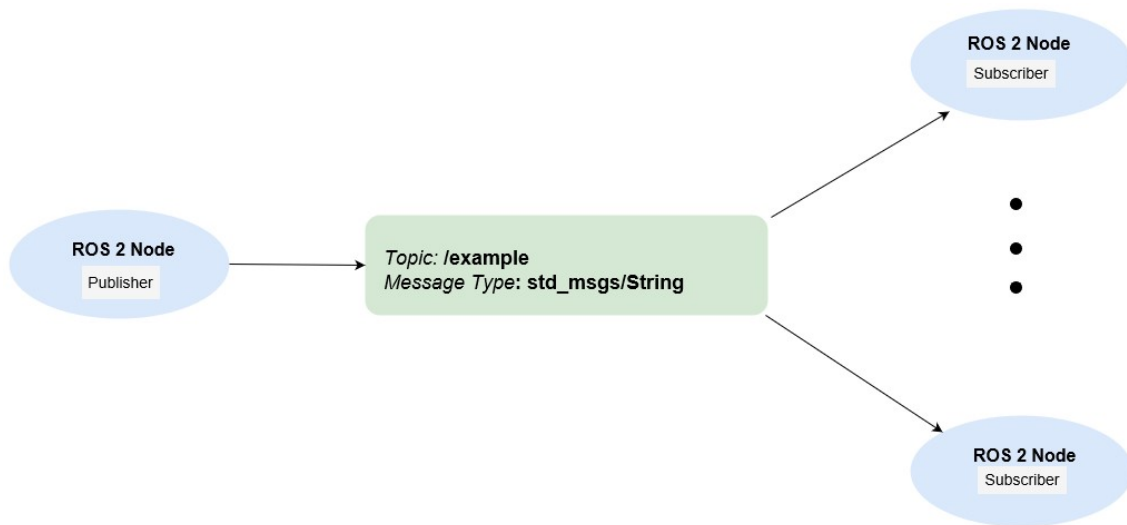 ROS 2 Node
Subscriber
ROS 2 Node
Publisher
Topic: /example
Message Type: std_msgs/String
ROS 2 Node
Subscriber